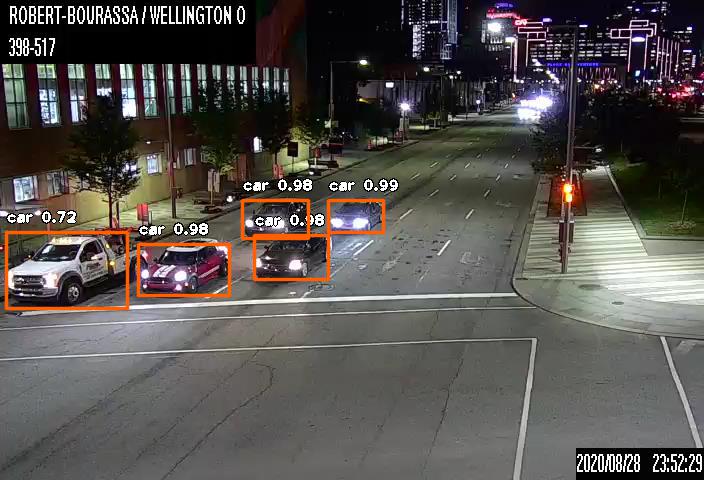 ROBERT-BOURASSA / WELLINGTON O
398-517
car 0.98
car 0.99
car 0.72
car 0.98
car 0.98
2020/08/28 23:52:29